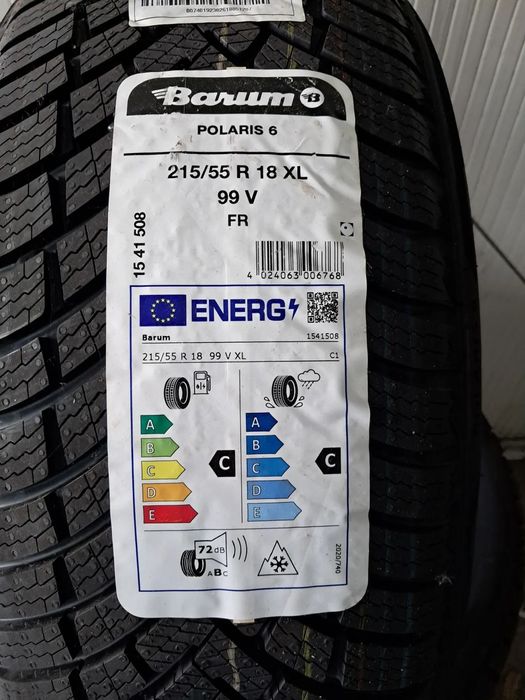 Barum B
POLARIS 6
215/55 R 18 XL
99 V
FR
15 41 508
4 024063 006768
ENERG
Barum 1541508
215/55 R 18 99 V XL C1
A
B
C
D
E
C
A
B
C
D
E
C
72dB
ABC
2020/740